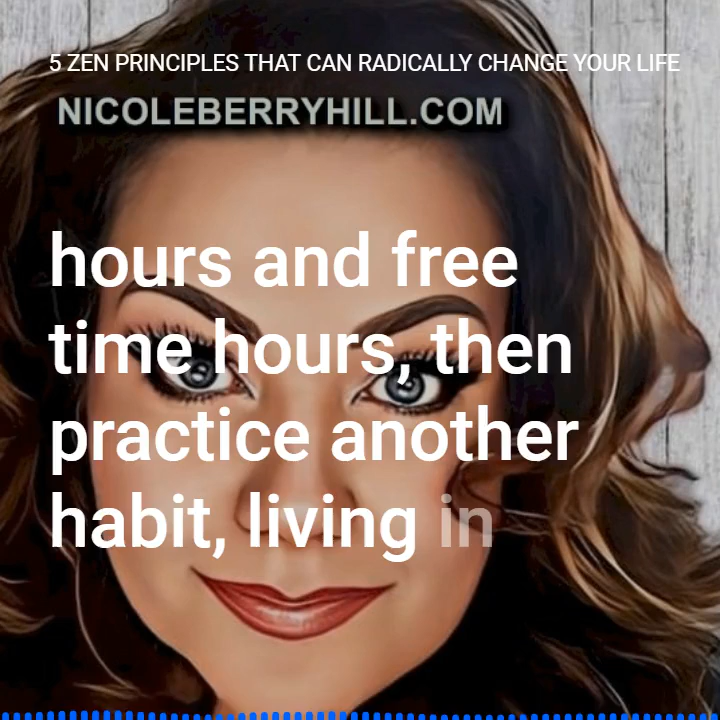 5 ZEN PRINCIPLES THAT CAN RADICALLY CHANGE YOUR LIFE
NICOLEBERRYHILL.COM
hours and free
time hours, then
practice another
habit, living in